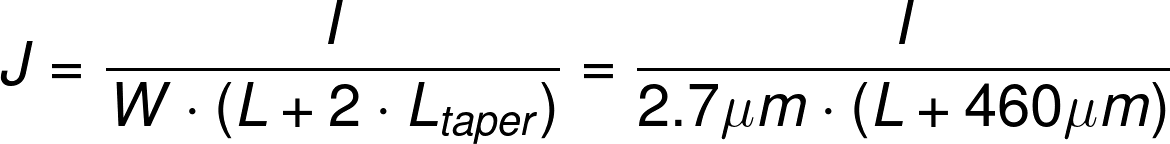 J = I / (W · (L + 2 · L_taper)) = I / (2.7μm · (L + 460μm))